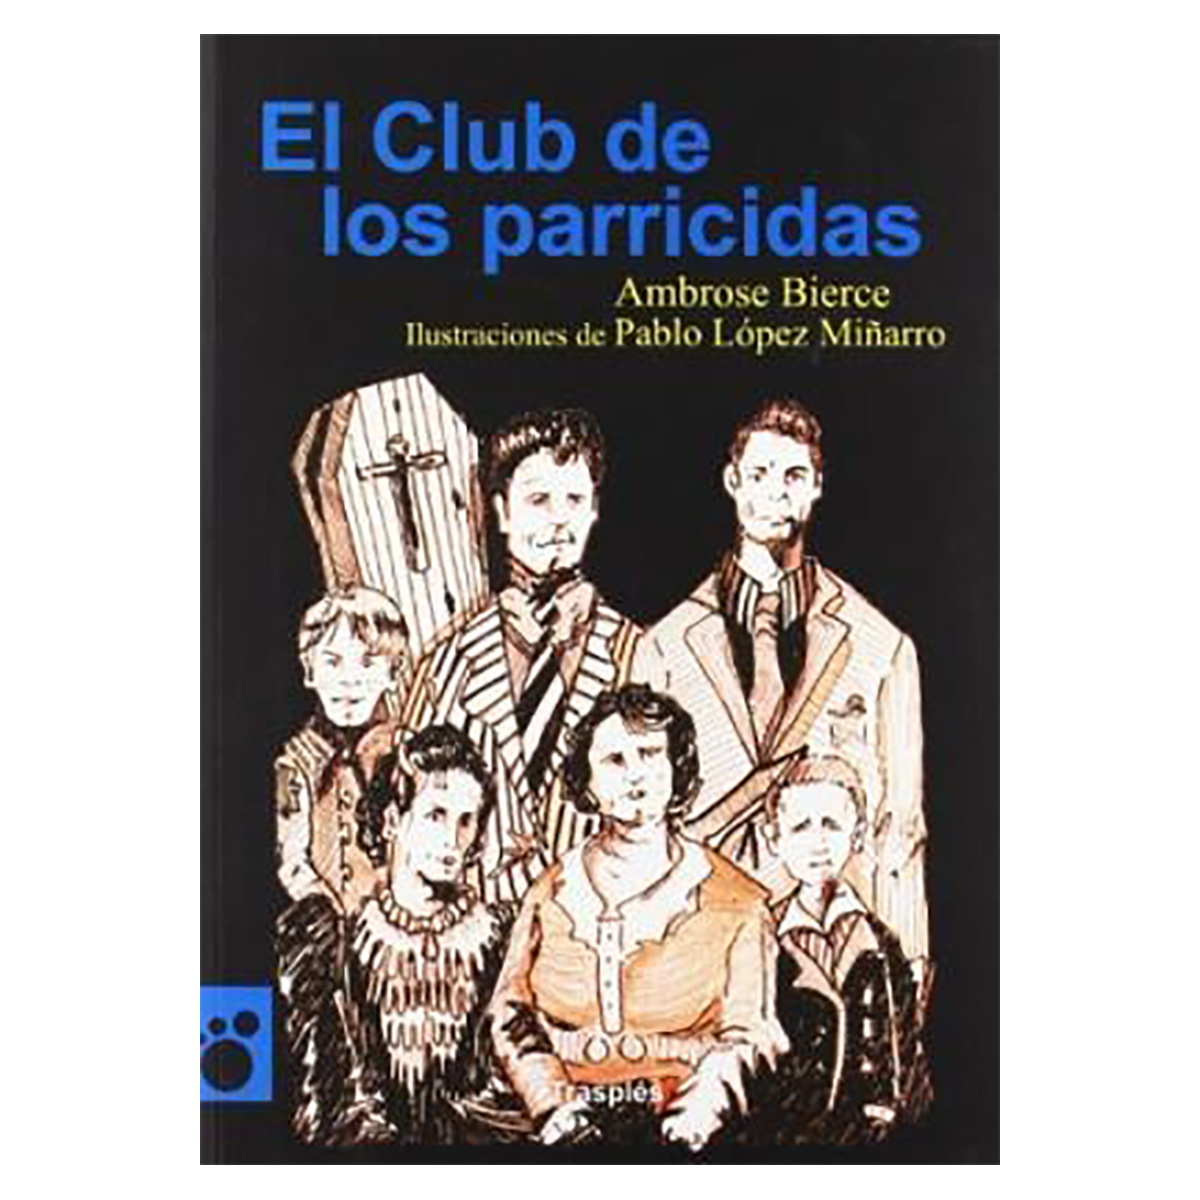 El Club de
los parricidas
Ambrose Bierce
Ilustraciones de Pablo López Miñarro
Trasplés